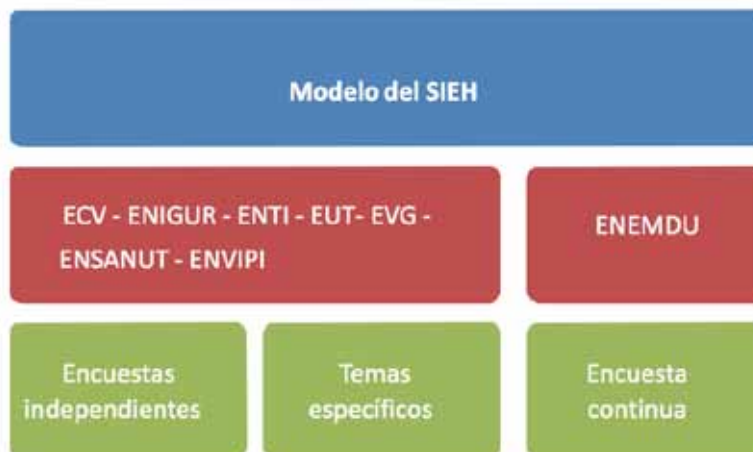 Modelo del SIEH
ECV - ENIGUR - ENTI - EUT- EVG -
ENSANUT - ENVIPI
ENEMDU
Encuestas
independientes
Temas
específicos
Encuesta
continua